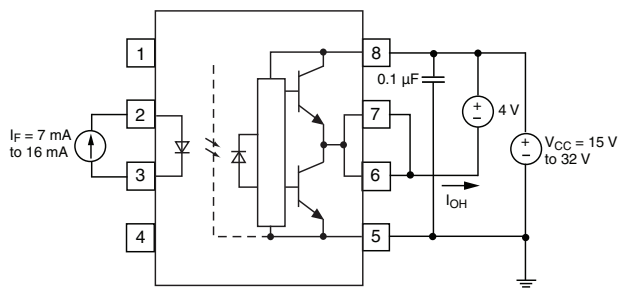 1
2
3
4
8
7
6
5
I_F = 7 mA
to 16 mA
0.1 µF
+
−
4 V
+
−
V_CC = 15 V
to 32 V
I_OH